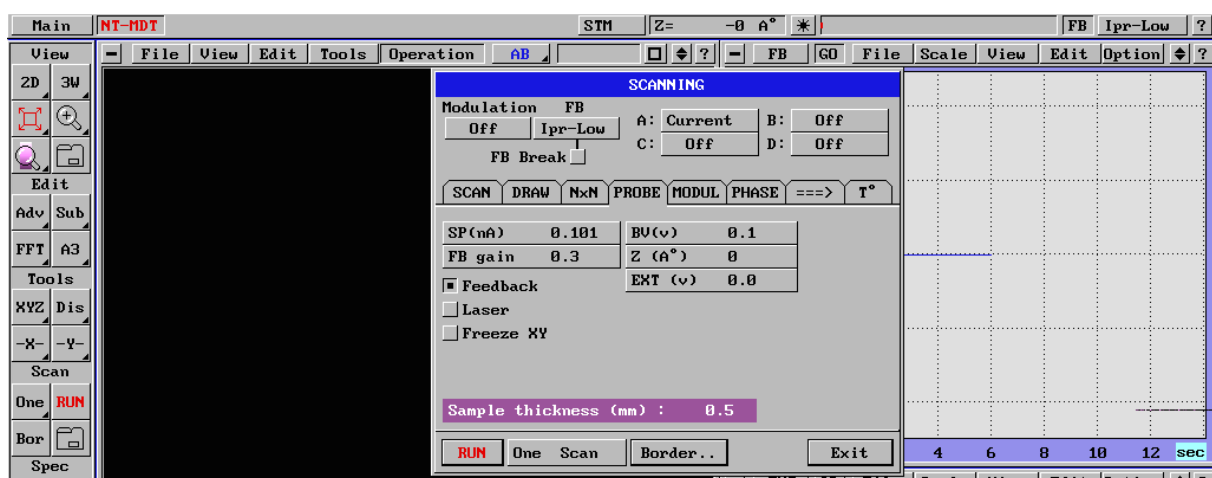 Main NT-MDT STM Z= -0 A° FB Ipr-Low ?
View - File View Edit Tools Operation AB ? - FB GO File Scale View Edit Option ?
2D 3W
SCANNING
Modulation FB
Off Ipr-Low A: Current B: Off
C: Off D: Off
FB Break
Edit
SCAN DRAW NxN PROBE MODUL PHASE ===> T°
Adv Sub
SP(nA) 0.101 BV(v) 0.1
FFT A3
FB gain 0.3 Z (A°) 0
Tools
Feedback EXT (v) 0.0
XYZ Dis
Laser
Freeze XY
-X- -Y-
Scan
One RUN
Sample thickness (mm) : 0.5
Bor
RUN One Scan Border.. Exit
4 6 8 10 12 sec
Spec